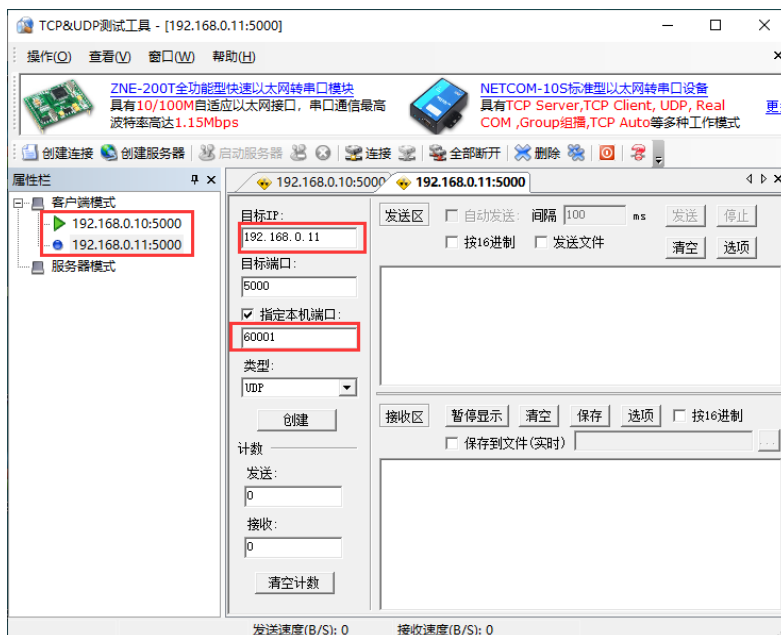 TCP&UDP测试工具 - [192.168.0.11:5000]
操作(O) 查看(V) 窗口(W) 帮助(H)
ZNE-200T全功能型快速以太网转串口模块
具有10/100M自适应以太网接口，串口通信最高
波特率高达1.15Mbps
NETCOM-10S标准型以太网转串口设备
具有TCP Server,TCP Client, UDP, Real
COM ,Group组播,TCP Auto等多种工作模式
更
创建连接 创建服务器 启动服务器 连接 全部断开 删除
属性栏
客户端模式
192.168.0.10:5000
192.168.0.11:5000
服务器模式
192.168.0.10:5000 192.168.0.11:5000
目标IP:
192.168.0.11
目标端口:
5000
指定本机端口:
60001
类型:
UDP
创建
计数
发送:
0
接收:
0
清空计数
发送区 自动发送: 间隔 100 ms 发送 停止
按16进制 发送文件 清空 选项
接收区 暂停显示 清空 保存 选项 按16进制
保存到文件(实时) ...
发送速度(B/S): 0 接收速度(B/S): 0